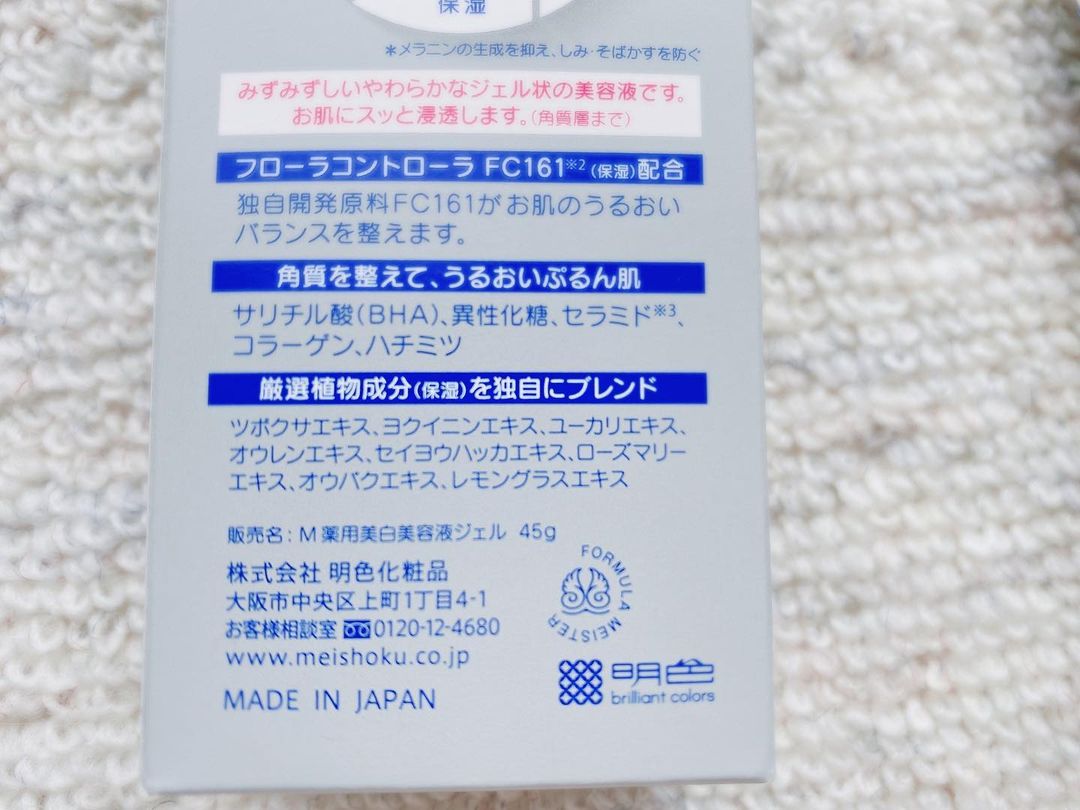 保湿
*メラニンの生成を抑え、しみ・そばかすを防ぐ
みずみずしいやわらかなジェル状の美容液です。
お肌にスッと浸透します。(角質層まで)
フローラコントローラ FC161※2(保湿)配合
独自開発原料FC161がお肌のうるおい
バランスを整えます。
角質を整えて、うるおいぷるん肌
サリチル酸(BHA)、異性化糖、セラミド※3、
コラーゲン、ハチミツ
厳選植物成分(保湿)を独自にブレンド
ツボクサエキス、ヨクイニンエキス、ユーカリエキス、
オウレンエキス、セイヨウハッカエキス、ローズマリー
エキス、オウバクエキス、レモングラスエキス
販売名:M薬用美白美容液ジェル 45g
株式会社 明色化粧品
大阪市中央区上町1丁目4-1
お客様相談室 0120-12-4680
www.meishoku.co.jp
MADE IN JAPAN
FORMULA MEISTER
明色
brilliant colors